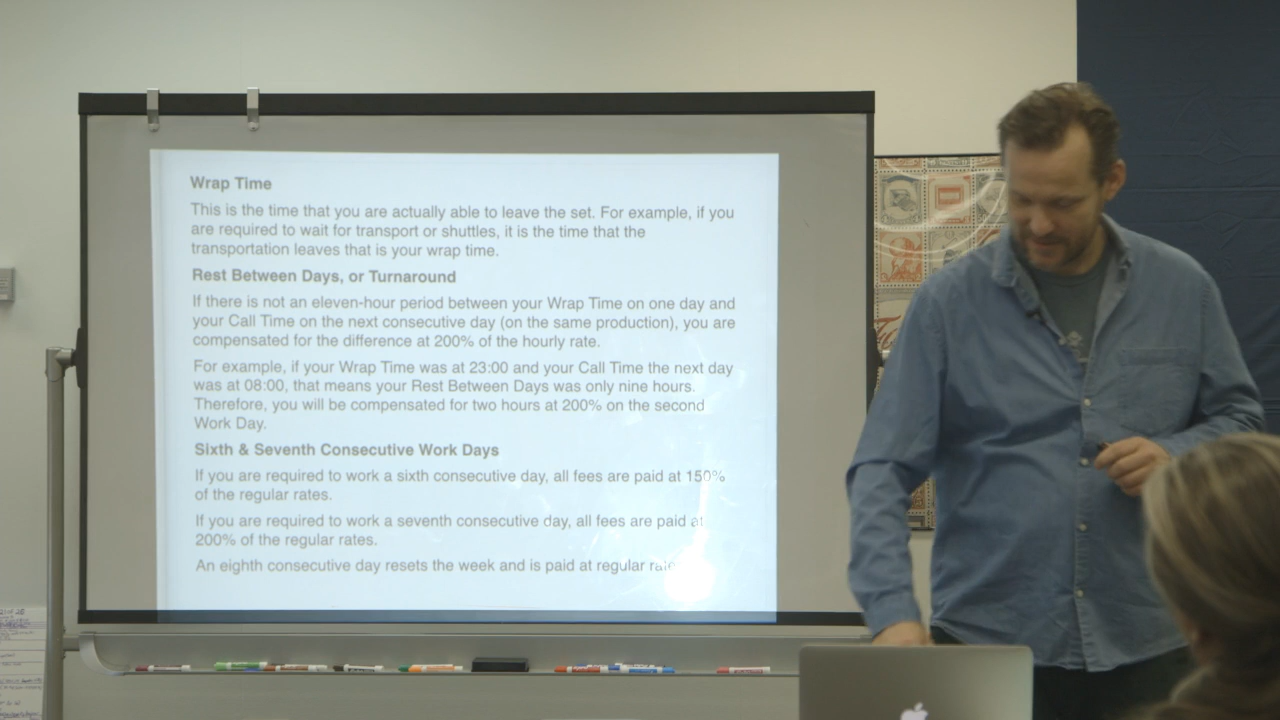 Wrap Time
This is the time that you are actually able to leave the set. For example, if you
are required to wait for transport or shuttles, it is the time that the
transportation leaves that is your wrap time.
Rest Between Days, or Turnaround
If there is not an eleven-hour period between your Wrap Time on one day and
your Call Time on the next consecutive day (on the same production), you are
compensated for the difference at 200% of the hourly rate.
For example, if your Wrap Time was at 23:00 and your Call Time the next day
was at 08:00, that means your Rest Between Days was only nine hours.
Therefore, you will be compensated for two hours at 200% on the second
Work Day.
Sixth & Seventh Consecutive Work Days
If you are required to work a sixth consecutive day, all fees are paid at 150%
of the regular rates.
If you are required to work a seventh consecutive day, all fees are paid at
200% of the regular rates.
An eighth consecutive day resets the week and is paid at regular